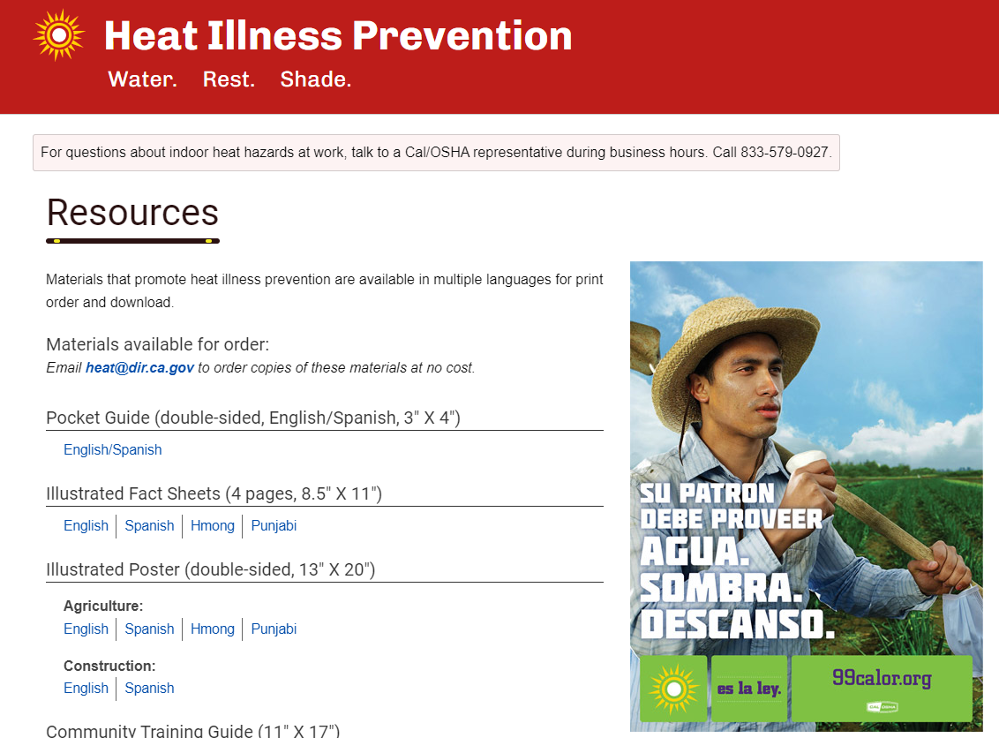 Heat Illness Prevention
Water. Rest. Shade.
For questions about indoor heat hazards at work, talk to a Cal/OSHA representative during business hours. Call 833-579-0927.
Resources
Materials that promote heat illness prevention are available in multiple languages for print
order and download.
Materials available for order:
Email heat@dir.ca.gov to order copies of these materials at no cost.
Pocket Guide (double-sided, English/Spanish, 3" X 4")
English/Spanish
Illustrated Fact Sheets (4 pages, 8.5" X 11")
English Spanish Hmong Punjabi
Illustrated Poster (double-sided, 13" X 20")
Agriculture:
English Spanish Hmong Punjabi
Construction:
English Spanish
Community Training Guide (11" X 17")
SU PATRON
DEBE PROVEER
AGUA.
SOMBRA.
DESCANSO.
es la ley.
99calor.org
CAL OSHA